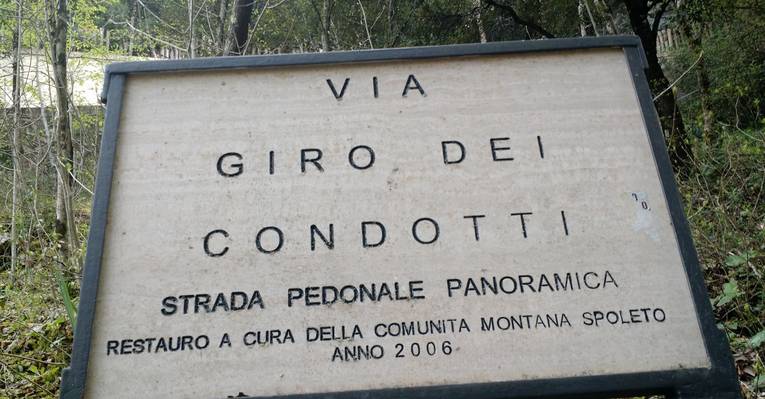 VIA
GIRO DEI
CONDOTTI
STRADA PEDONALE PANORAMICA
RESTAURO A CURA DELLA COMUNITA MONTANA SPOLETO
ANNO 2006